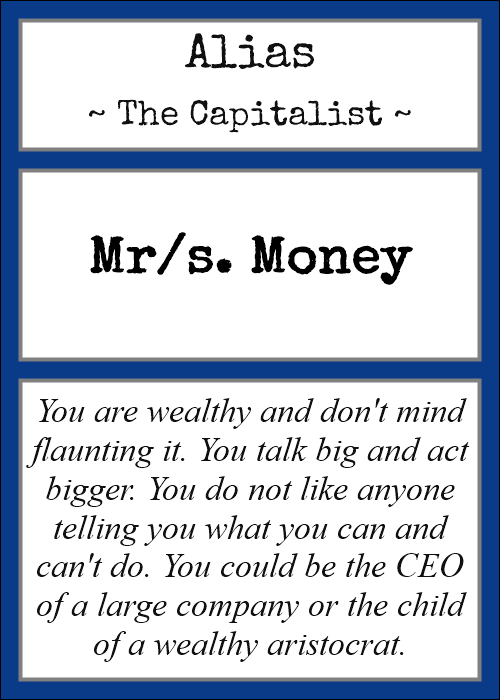 Alias
~ The Capitalist ~
Mr/s. Money
You are wealthy and don't mind
flaunting it. You talk big and act
bigger. You do not like anyone
telling you what you can and
can't do. You could be the CEO
of a large company or the child
of a wealthy aristocrat.